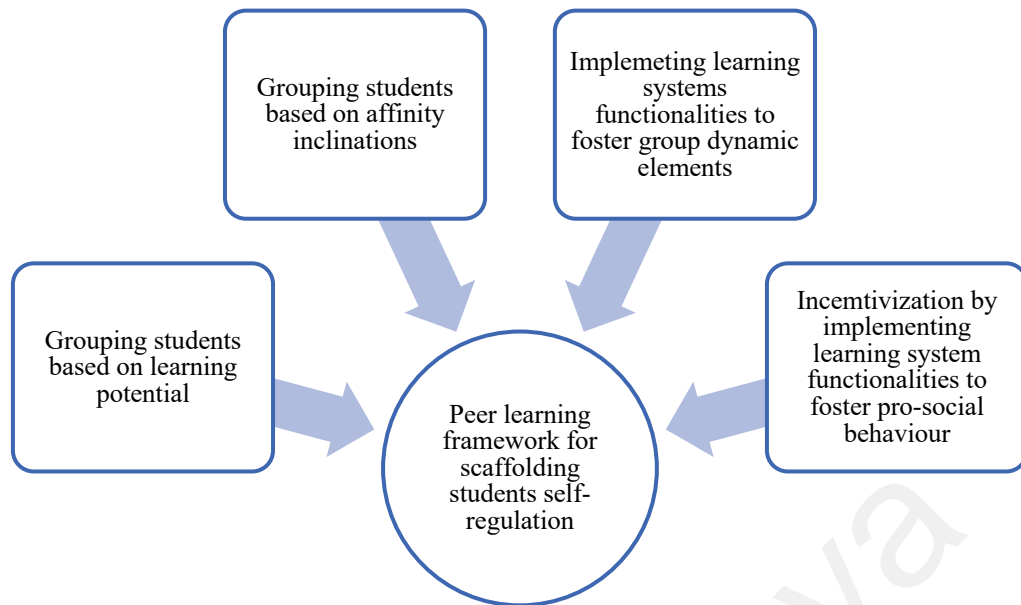 Grouping students
based on affinity
inclinations
Implemeting learning
systems
functionalities to
foster group dynamic
elements
Grouping students
based on learning
potential
Incemtivization by
implementing
learning system
functionalities to
foster pro-social
behaviour
Peer learning
framework for
scaffolding
students self-
regulation
ya